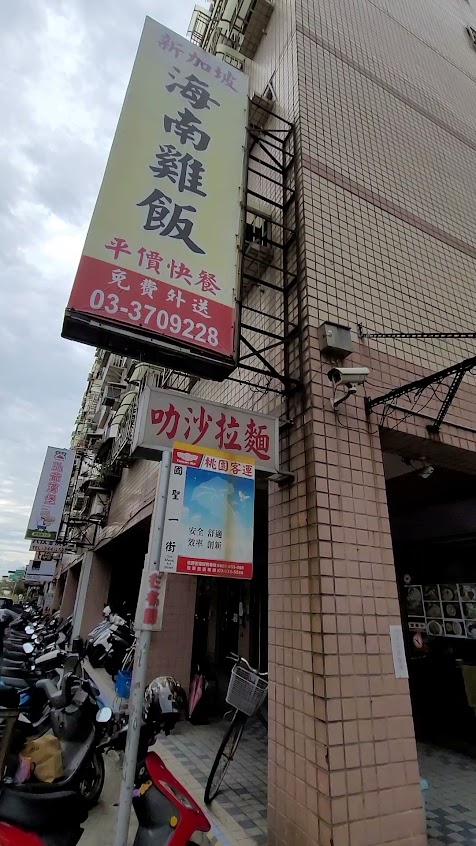 新加坡
海南雞飯
平價快餐
免費外送
03-3709228
叻沙拉麵
桃園客運
國聖一街
安全 舒適
效率 創新